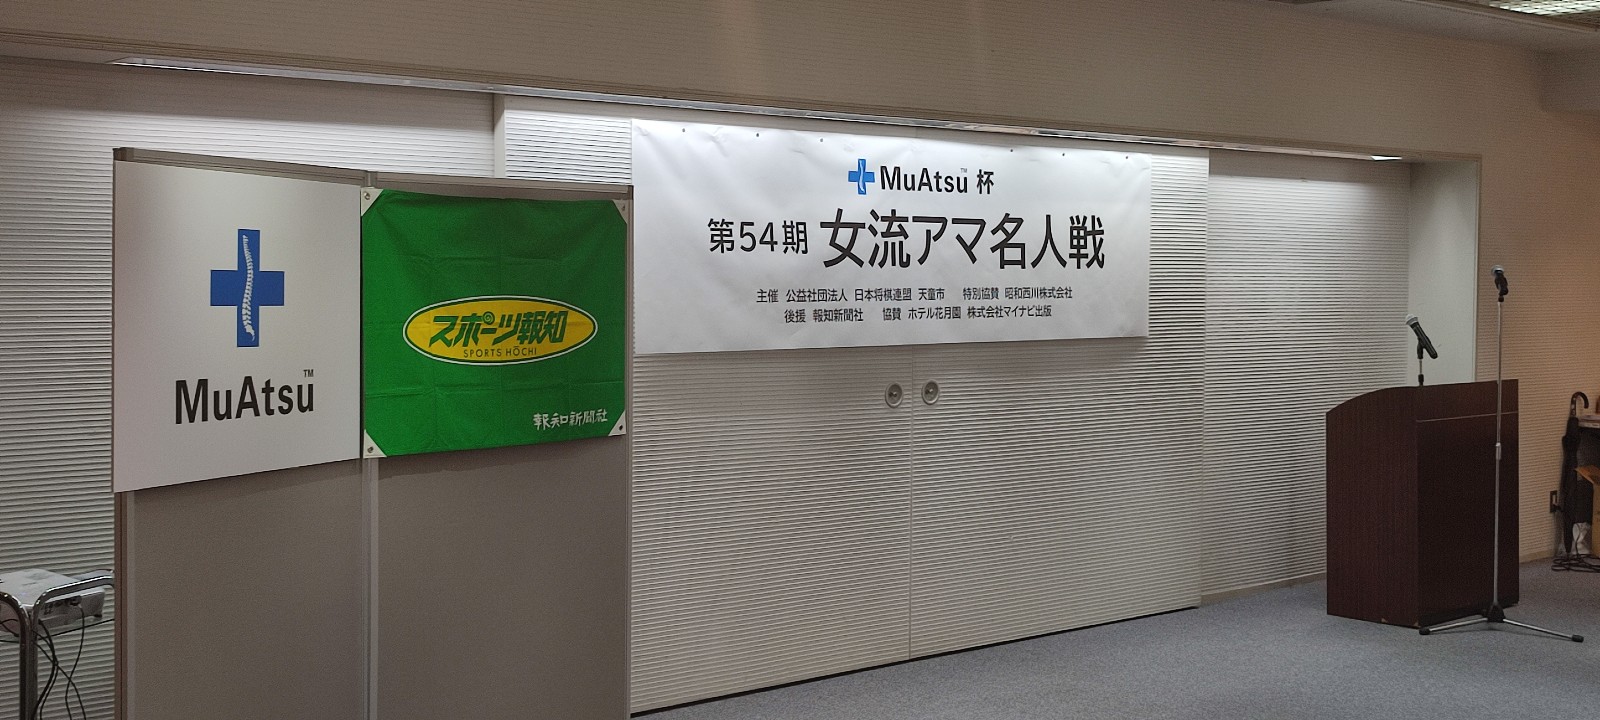 MuAtsu™
スポーツ報知
SPORTS HOCHI
報知新聞社
MuAtsu™ 杯
第54期 女流アマ名人戦
主催 公益社団法人 日本将棋連盟 天童市 特別協賛 昭和西川株式会社
後援 報知新聞社 協賛 ホテル花月園 株式会社マイナビ出版